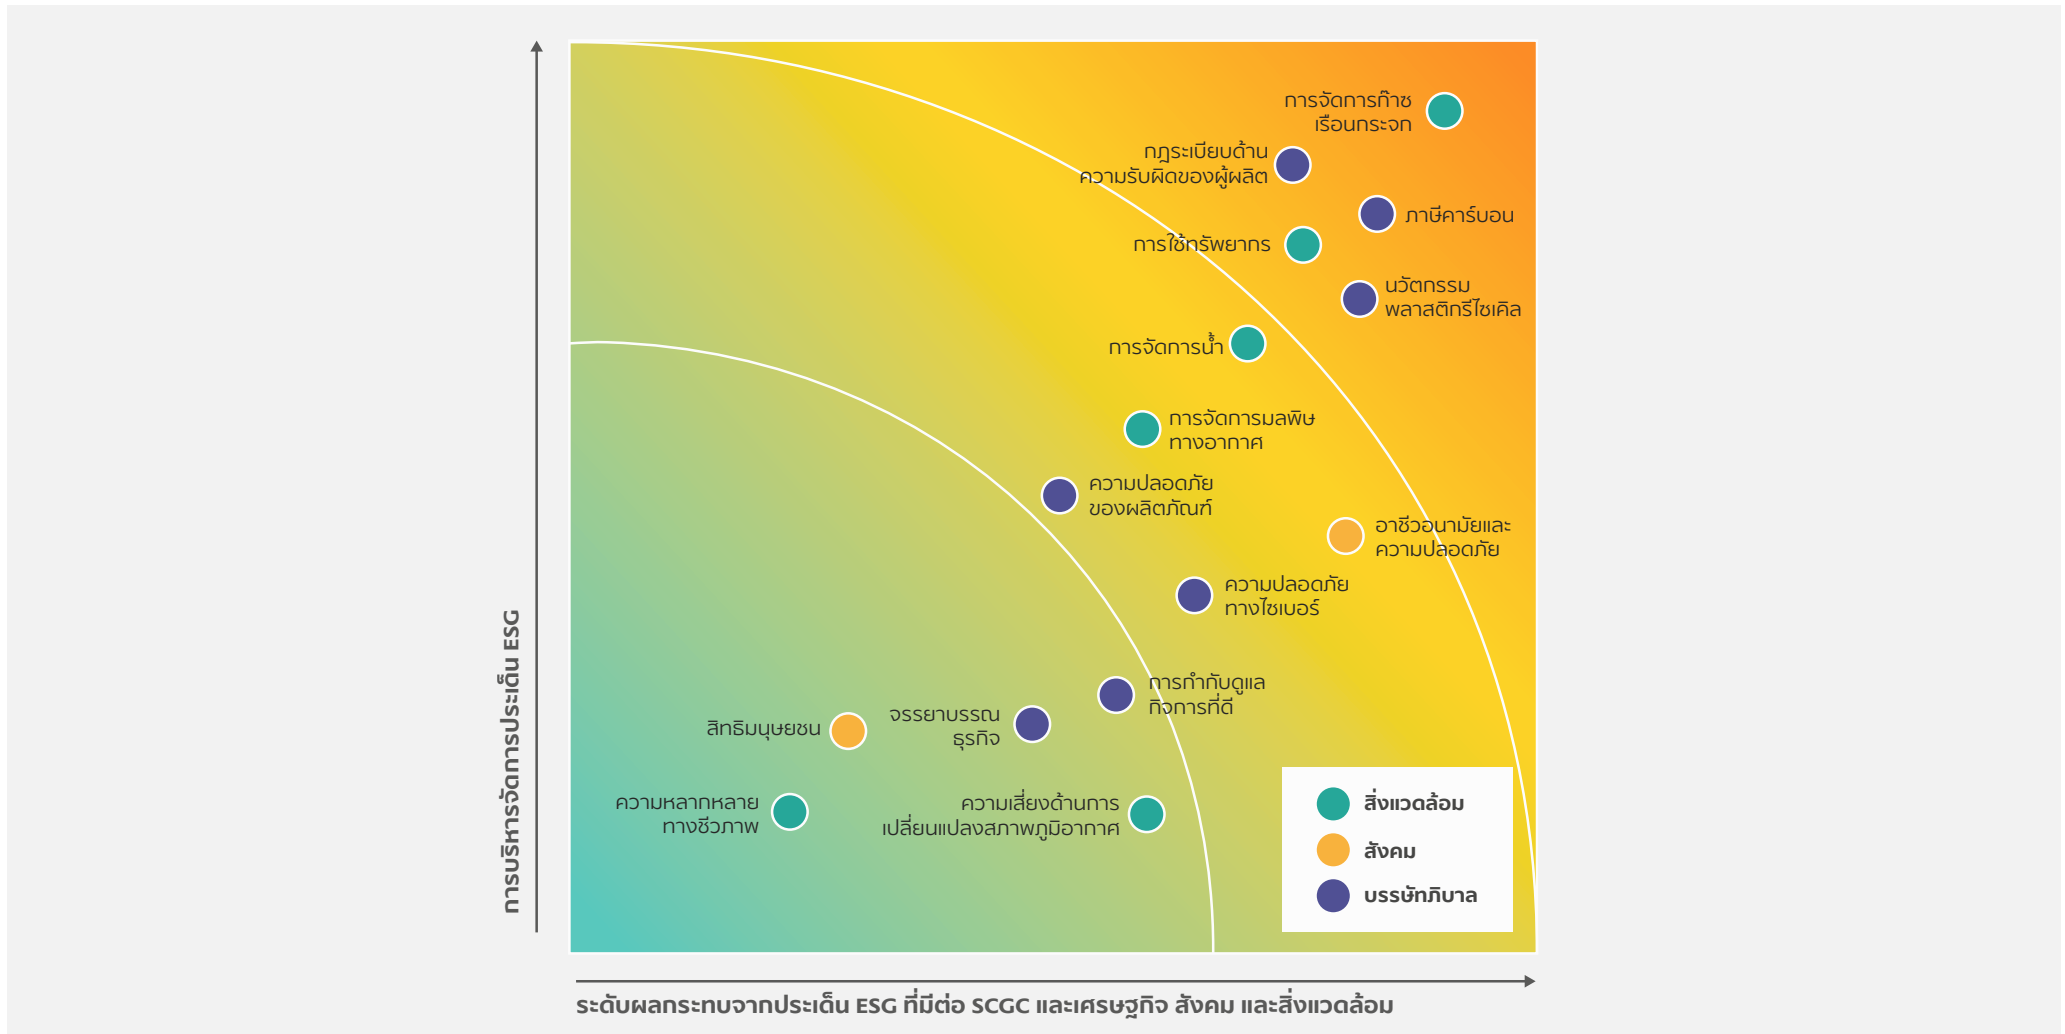 การจัดการก๊าซ
เรือนกระจก
กฎระเบียบด้าน
ความรับผิดของผู้ผลิต
ภาษีคาร์บอน
การใช้ทรัพยากร
นวัตกรรม
พลาสติกรีไซเคิล
การจัดการน้ำ
การจัดการมลพิษ
ทางอากาศ
ความปลอดภัย
ของผลิตภัณฑ์
อาชีวอนามัยและ
ความปลอดภัย
ความปลอดภัย
ทางไซเบอร์
การกำกับดูแล
กิจการที่ดี
จรรยาบรรณ
ธุรกิจ
สิทธิมนุษยชน
ความหลากหลาย
ทางชีวภาพ
ความเสี่ยงด้านการ
เปลี่ยนแปลงสภาพภูมิอากาศ
สิ่งแวดล้อม
สังคม
บรรษัทภิบาล
การบริหารจัดการประเด็น ESG
ระดับผลกระทบจากประเด็น ESG ที่มีต่อ SCGC และเศรษฐกิจ สังคม และสิ่งแวดล้อม